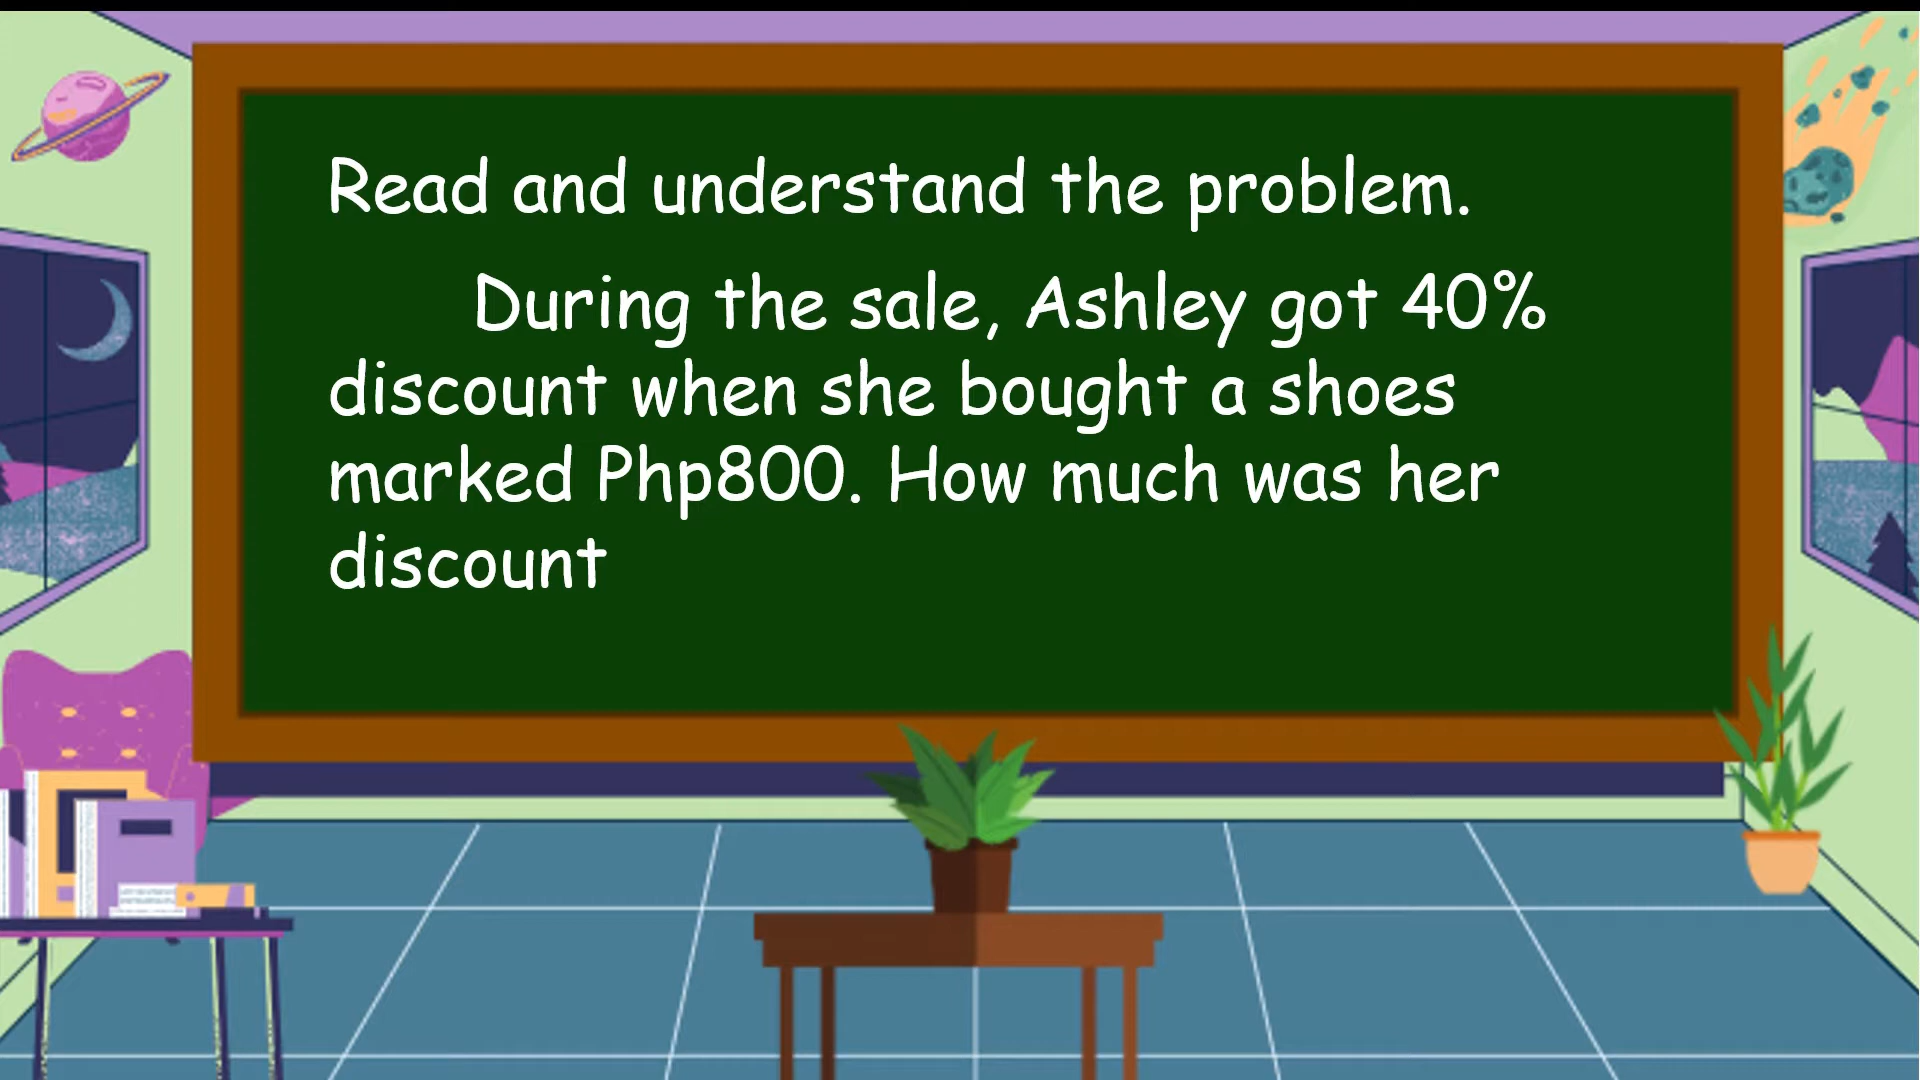 Read and understand the problem.
During the sale, Ashley got 40%
discount when she bought a shoes
marked Php800. How much was her
discount